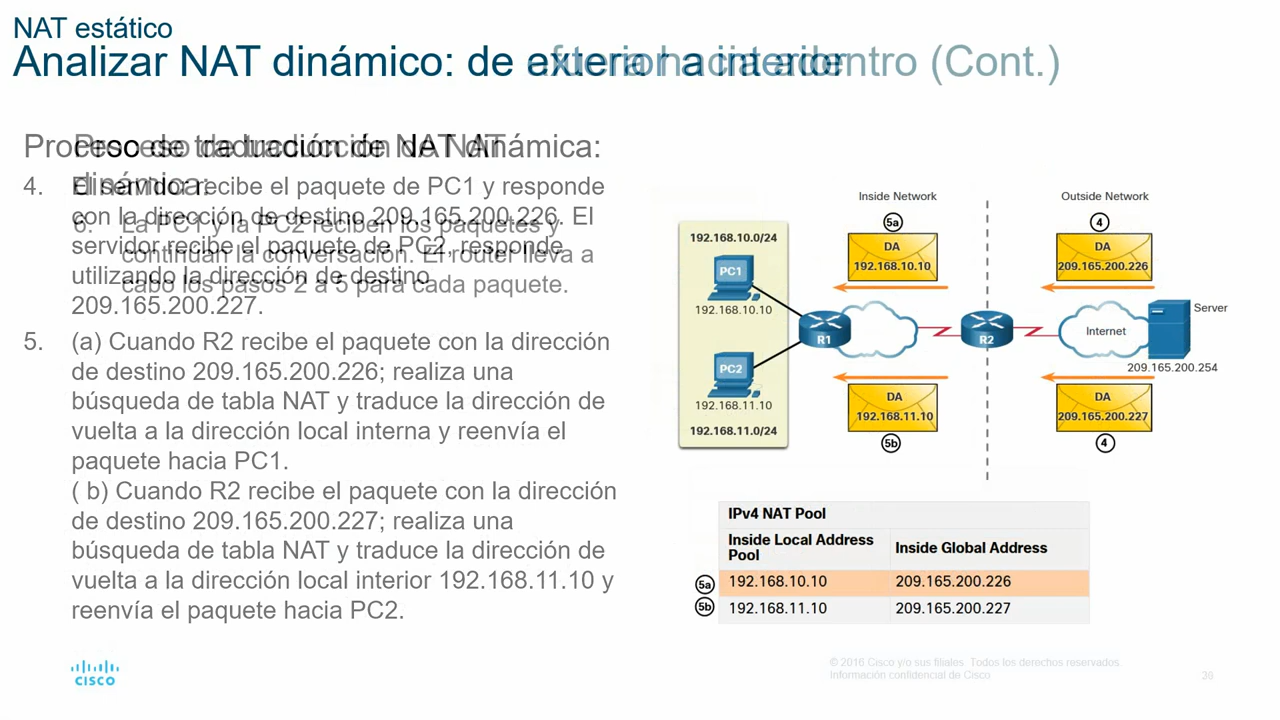 NAT estático
Analizar NAT dinámico: de
Proceso de traducción de NAT dinámica:
4. El servidor recibe el paquete de PC1 y responde
con la dirección de destino 209.165.200.226. El
servidor recibe el paquete de PC2, responde
utilizando la dirección de destino
209.165.200.227.
6. La PC1 y la PC2 reciben los paquetes y
continúan la conversación. El router lleva a
cabo los pasos 2 a 5 para cada paquete.
5. (a) Cuando R2 recibe el paquete con la dirección
de destino 209.165.200.226; realiza una
búsqueda de tabla NAT y traduce la dirección de
vuelta a la dirección local interna y reenvía el
paquete hacia PC1.
( b) Cuando R2 recibe el paquete con la dirección
de destino 209.165.200.227; realiza una
búsqueda de tabla NAT y traduce la dirección de
vuelta a la dirección local interior 192.168.11.10 y
reenvía el paquete hacia PC2.
Inside Network
Outside Network
5a
4
192.168.10.0/24
DA
192.168.10.10
DA
209.165.200.226
PC1
192.168.10.10
R1
R2
Internet
Server
209.165.200.254
PC2
192.168.11.10
192.168.11.0/24
DA
192.168.11.10
DA
209.165.200.227
5b
4
IPv4 NAT Pool
Inside Local Address
Pool
Inside Global Address
5a 192.168.10.10 209.165.200.226
5b 192.168.11.10 209.165.200.227
CISCO
© 2016 Cisco y/o sus filiales. Todos los derechos reservados.
Información confidencial de Cisco